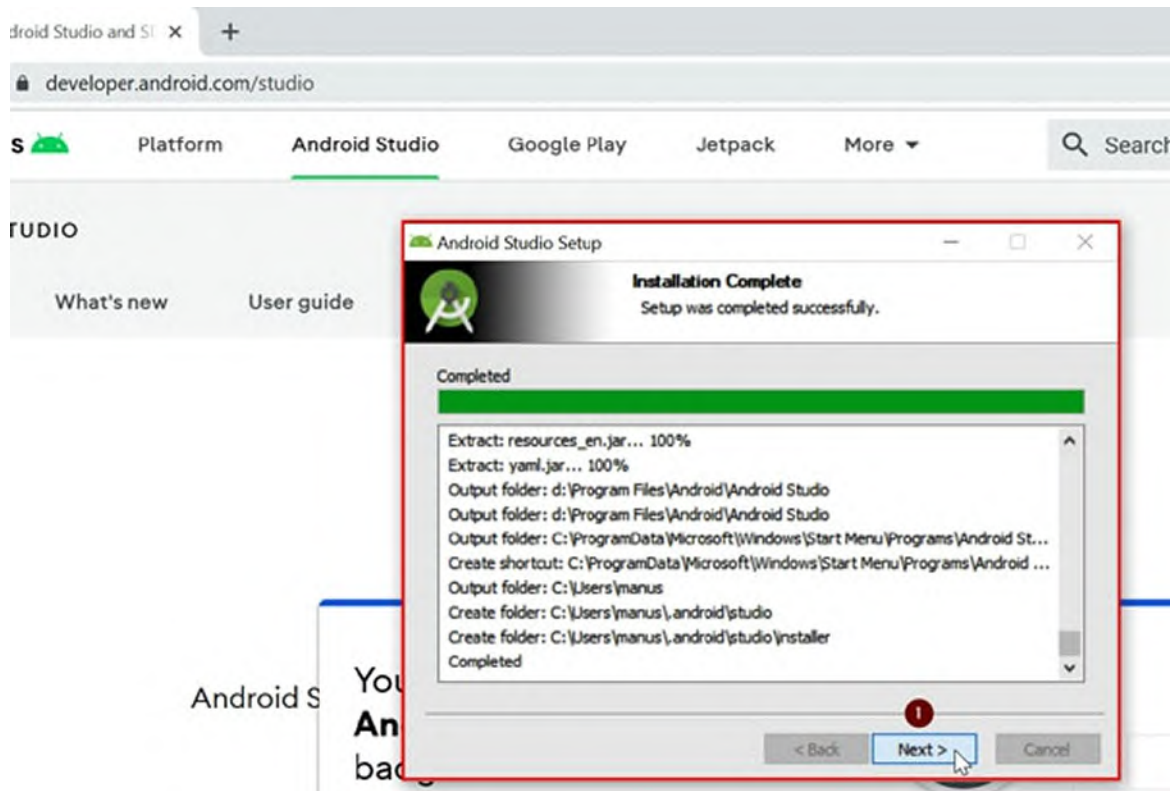 droid Studio and S
developer.android.com/studio
s Platform Android Studio Google Play Jetpack More Search
TUDIO
What's new User guide
Android Studio Setup
Installation Complete
Setup was completed successfully.
Completed
Extract: resources_en.jar... 100%
Extract: yaml.jar... 100%
Output folder: d:\Program Files\Android\Android Studio
Output folder: d:\Program Files\Android\Android Studio
Output folder: C:\ProgramData\Microsoft\Windows\Start Menu\Programs\Android St...
Create shortcut: C:\ProgramData\Microsoft\Windows\Start Menu\Programs\Android ...
Output folder: C:\Users\manus
Create folder: C:\Users\manus\.android\studio
Create folder: C:\Users\manus\.android\studio\installer
Completed
1
< Back Next > Cancel
Android S
You
An